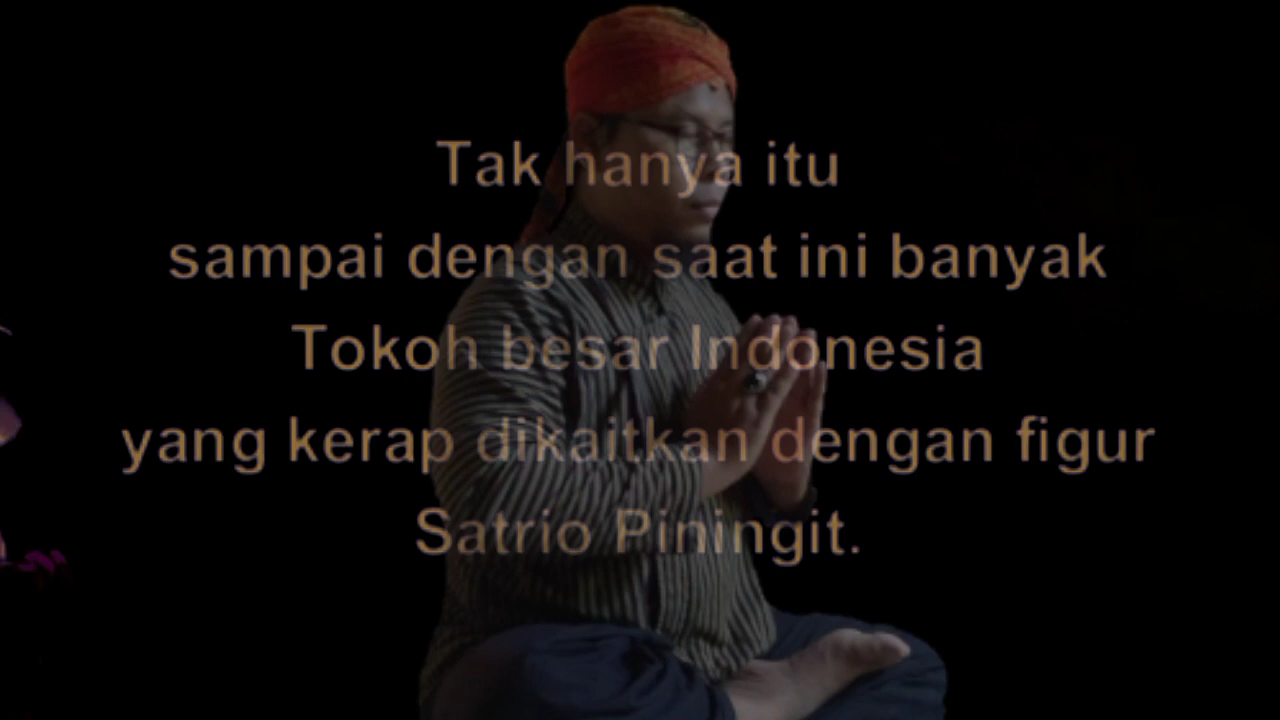 Tak hanya itu
sampai dengan saat ini banyak
Tokoh besar Indonesia
yang kerap dikaitkan dengan figur
Satrio Piningit.